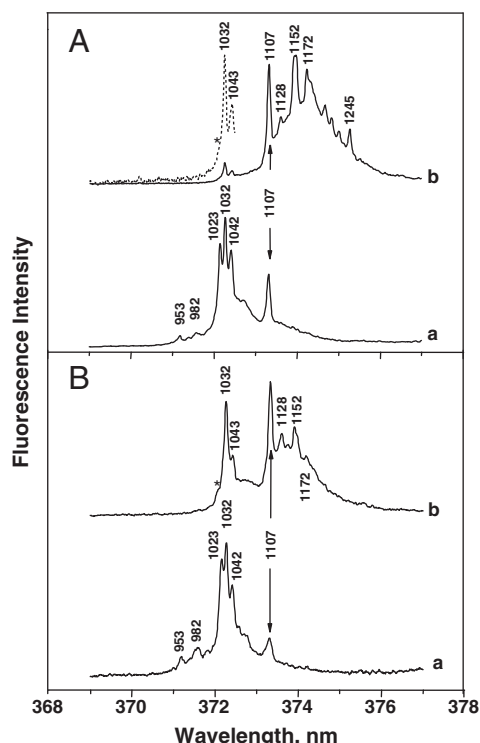 A
1032
1043
*
1107
1128
1152
1172
1245
b
1107
1023
1032
1042
953
982
a
Fluorescence Intensity
B
1032
1043
*
1128
1152
1172
b
1107
1023
1032
1042
953
982
a
368 370 372 374 376 378
Wavelength, nm